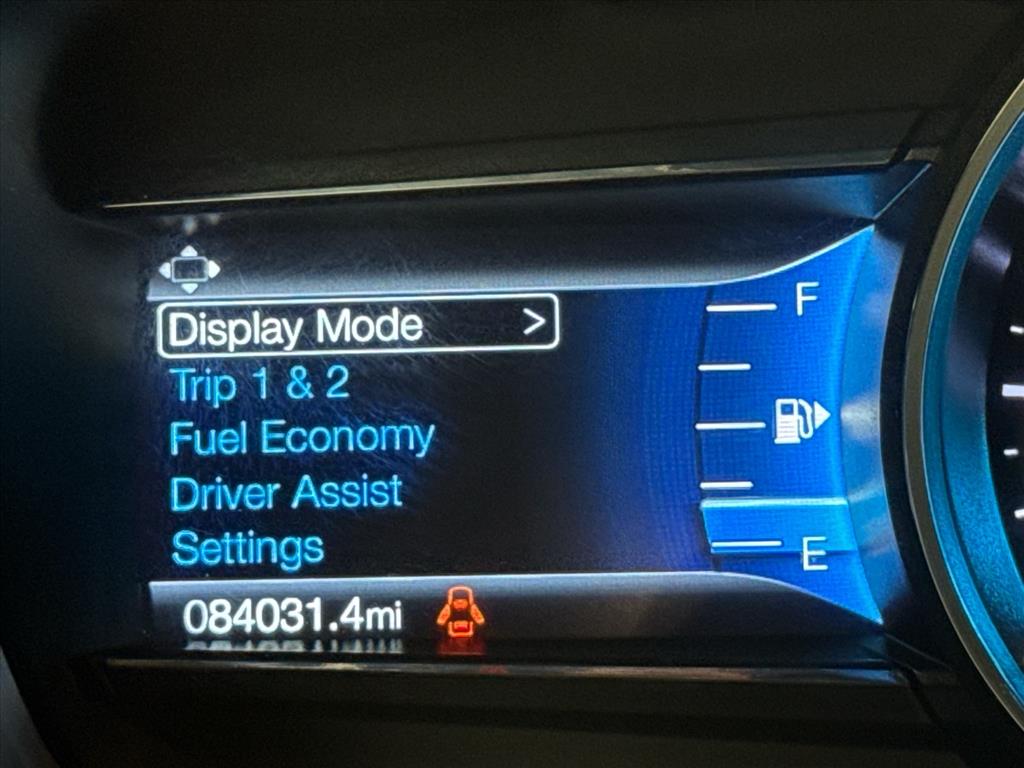 Display Mode >
Trip 1 & 2
Fuel Economy
Driver Assist
Settings
084031.4mi
F
E